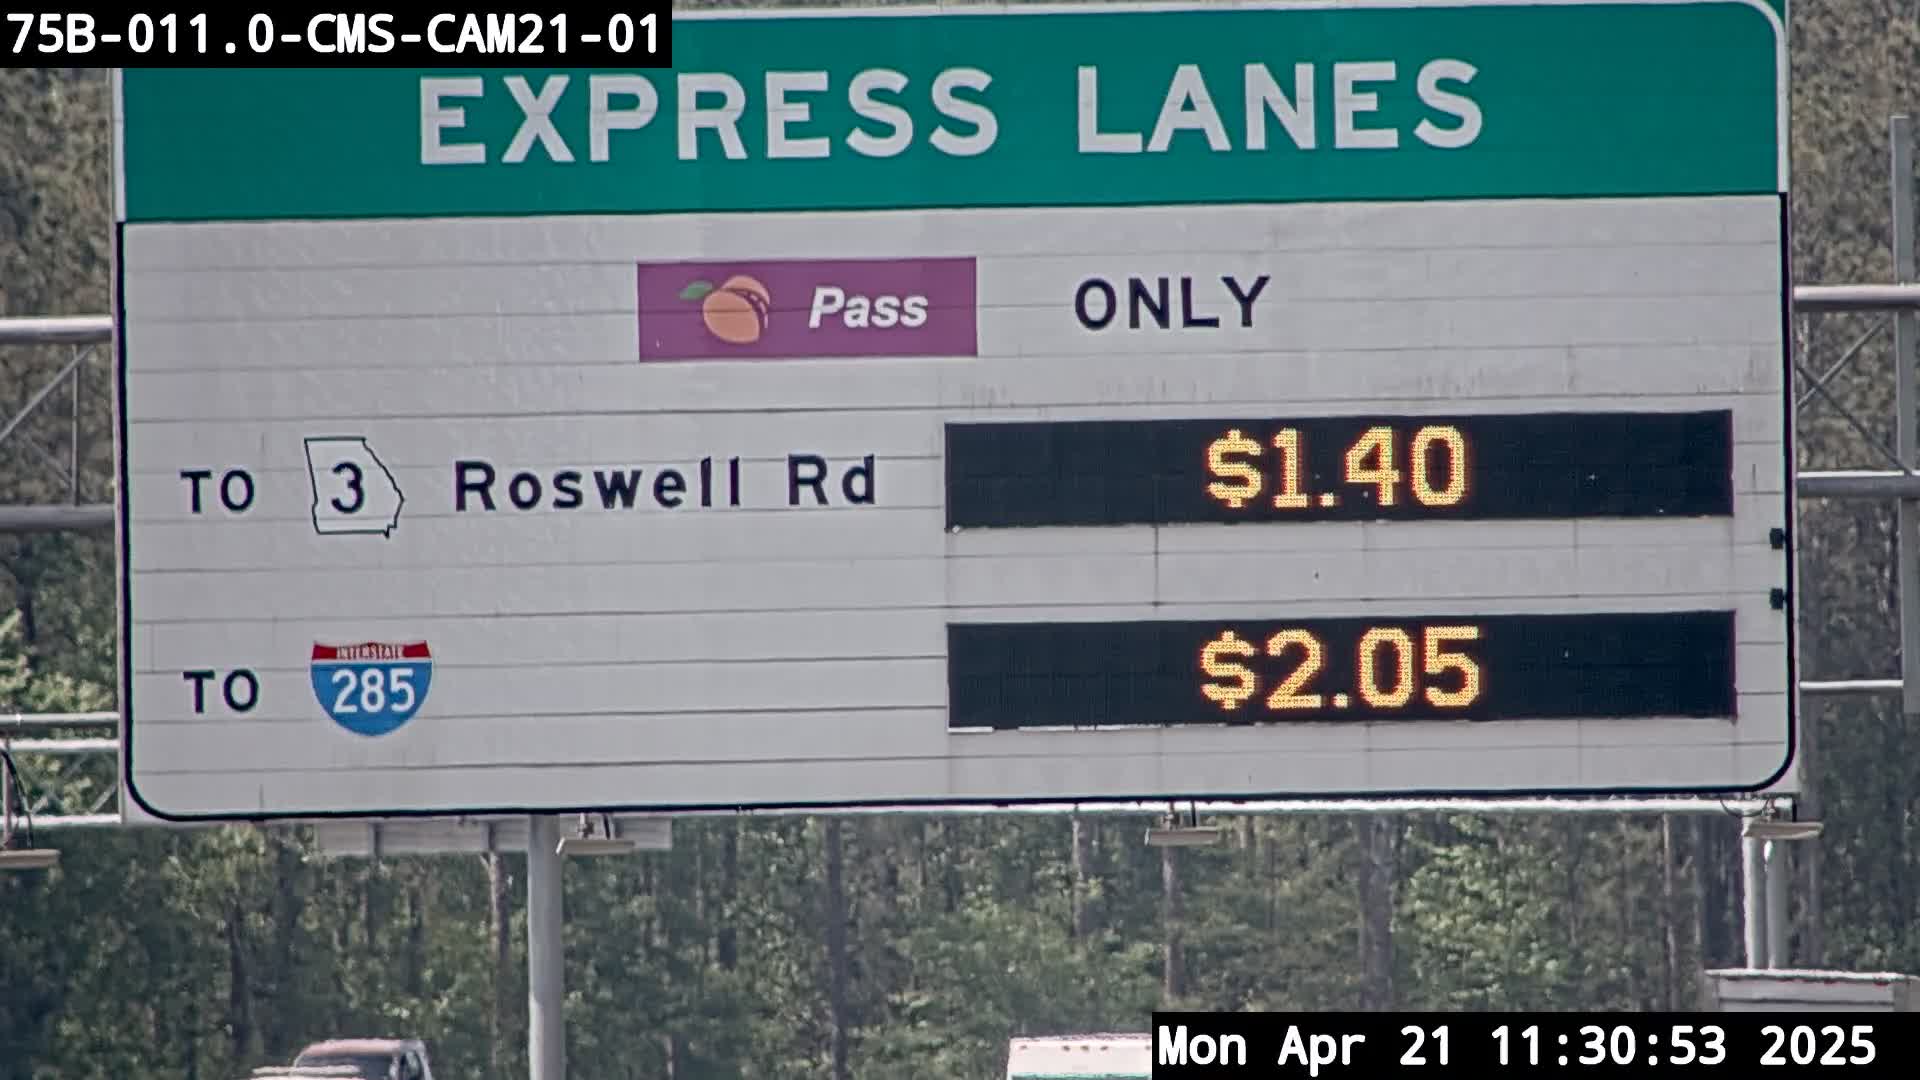 75B-011.0-CMS-CAM21-01
EXPRESS LANES
Pass ONLY
TO 3 Roswell Rd $1.40
TO INTERSTATE 285 $2.05
Mon Apr 21 11:30:53 2025